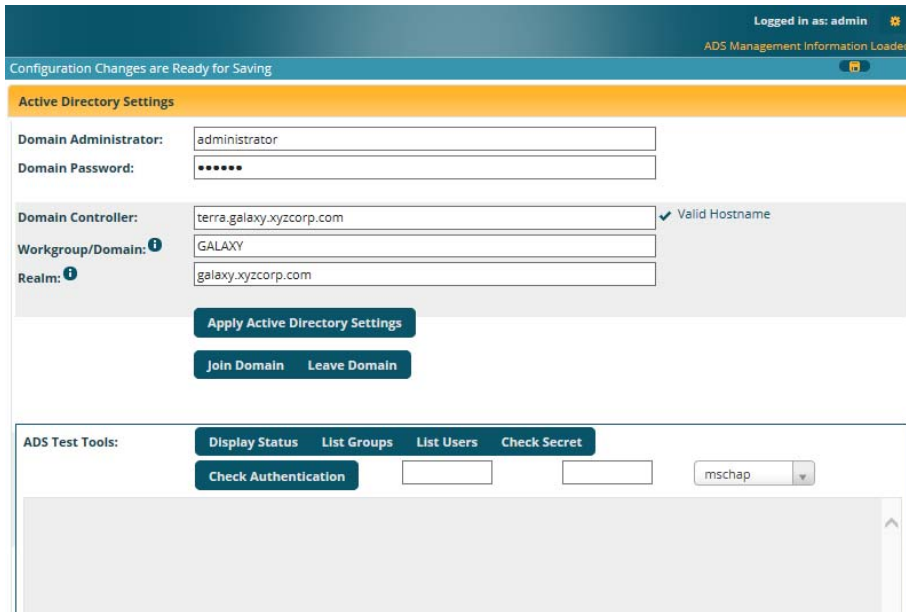 Logged in as: admin
ADS Management Information Loade
Configuration Changes are Ready for Saving
Active Directory Settings
Domain Administrator: administrator
Domain Password: ••••••
Domain Controller: terra.galaxy.xyzcorp.com Valid Hostname
Workgroup/Domain: GALAXY
Realm: galaxy.xyzcorp.com
Apply Active Directory Settings
Join Domain Leave Domain
ADS Test Tools: Display Status List Groups List Users Check Secret
Check Authentication mschap